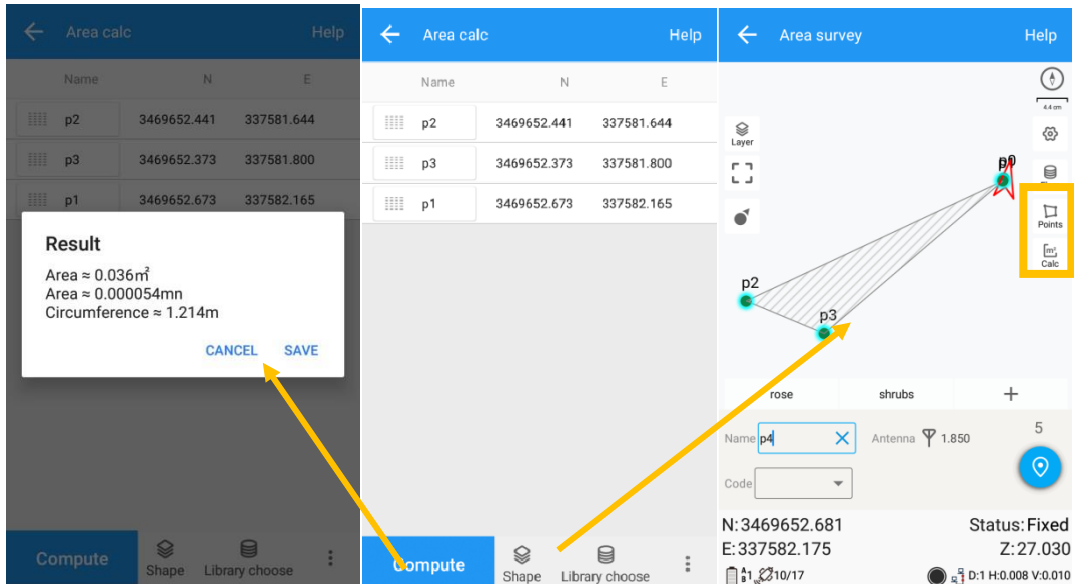 Area calc
Help
Name N E
p2 3469652.441 337581.644
p3 3469652.373 337581.800
p1 3469652.673 337582.165
Result
Area ≈ 0.036㎡
Area ≈ 0.000054mn
Circumference ≈ 1.214m
CANCEL SAVE
Compute
Shape
Library choose
Area calc
Help
Name N E
p2 3469652.441 337581.644
p3 3469652.373 337581.800
p1 3469652.673 337582.165
Compute
Shape
Library choose
Area survey
Help
4.4 cm
Layer
Points
m²
Calc
p2
p3
rose shrubs +
Name p4 Antenna 1.850 5
Code
N:3469652.681 Status:Fixed
E:337582.175 Z:27.030
10/17 D:1 H:0.008 V:0.010